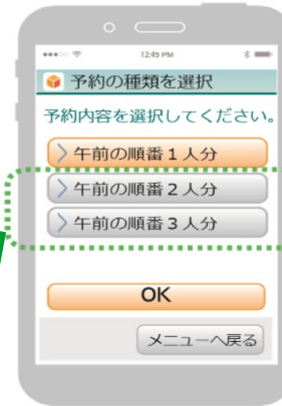 12:45 PM
予約の種類を選択
予約内容を選択してください。
午前の順番1人分
午前の順番2人分
午前の順番3人分
OK
メニューへ戻る